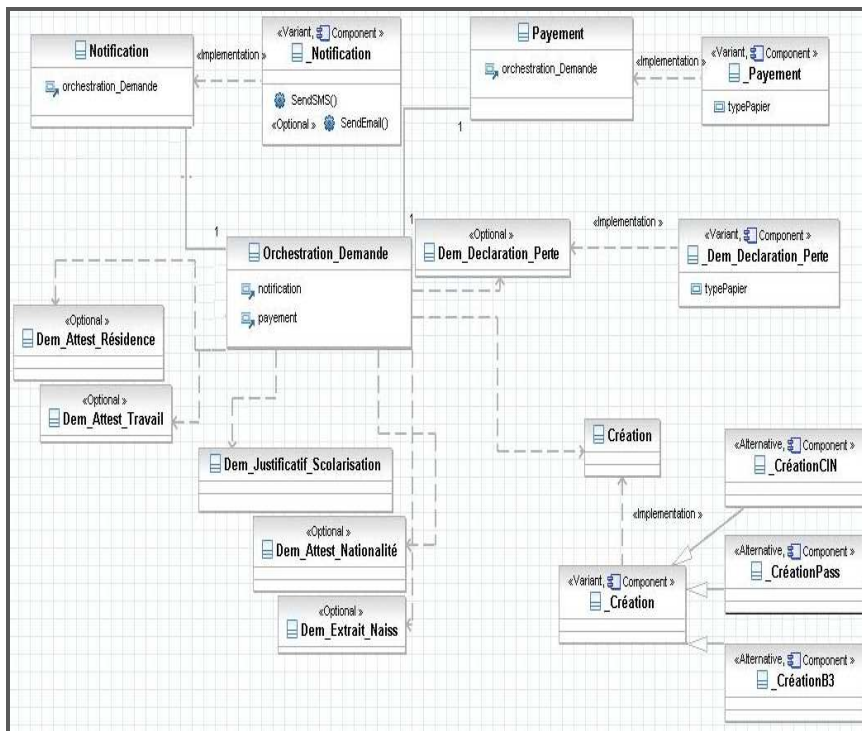 Notification
orchestration_Demande
«Implementation»
«Variant, Component»
_Notification
SendSMS()
«Optional» SendEmail()
Payement
orchestration_Demande
«Implementation»
«Variant, Component»
_Payement
typePapier
1
...
1
1
Orchestration_Demande
notification
payement
«Optional»
Dem_Declaration_Perte
«Implementation»
«Variant, Component»
_Dem_Declaration_Perte
typePapier
«Optional»
Dem_Attest_Résidence
«Optional»
Dem_Attest_Travail
Dem_Justificatif_Scolarisation
«Optional»
Dem_Attest_Nationalité
«Optional»
Dem_Extrait_Naiss
Création
«Implementation»
«Variant, Component»
_Création
«Alternative, Component»
_CréationCIN
«Alternative, Component»
_CréationPass
«Alternative, Component»
_CréationB3